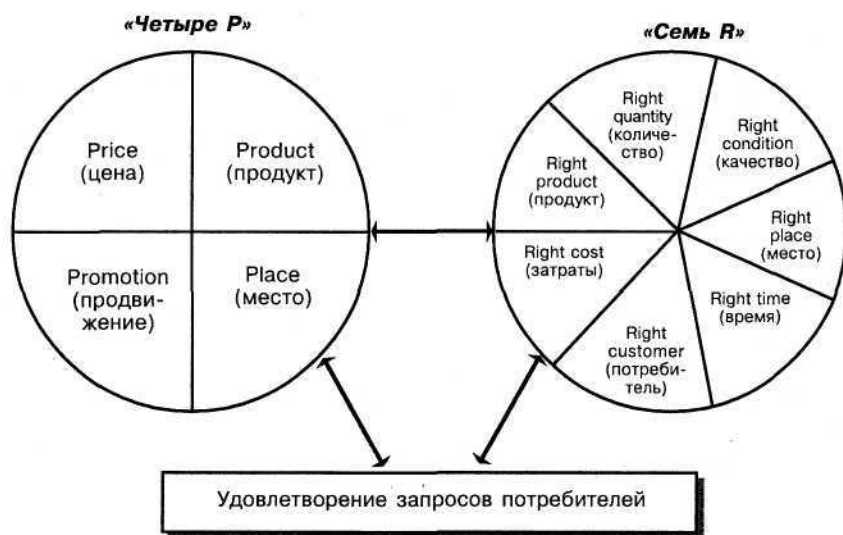 «Четыре P»
Price
(цена)
Product
(продукт)
Promotion
(продви-
жение)
Place
(место)
«Семь R»
Right
quantity
(количе-
ство)
Right
condition
(качество)
Right
product
(продукт)
Right
place
(место)
Right cost
(затраты)
Right time
(время)
Right
customer
(потреби-
тель)
Удовлетворение запросов потребителей